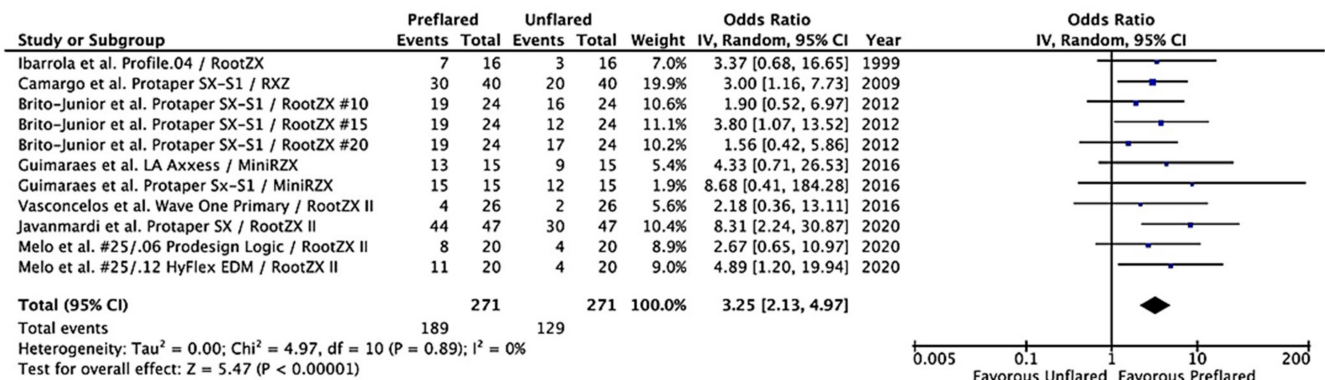 Preflared Unflared Odds Ratio Odds Ratio
Study or Subgroup Events Total Events Total Weight IV, Random, 95% CI Year IV, Random, 95% CI
Ibarrola et al. Profile.04 / RootZX 7 16 3 16 7.0% 3.37 [0.68, 16.65] 1999
Camargo et al. Protaper SX-S1 / RXZ 30 40 20 40 19.9% 3.00 [1.16, 7.73] 2009
Brito-Junior et al. Protaper SX-S1 / RootZX #10 19 24 16 24 10.6% 1.90 [0.52, 6.97] 2012
Brito-Junior et al. Protaper SX-S1 / RootZX #15 19 24 12 24 11.1% 3.80 [1.07, 13.52] 2012
Brito-Junior et al. Protaper SX-S1 / RootZX #20 19 24 17 24 10.2% 1.56 [0.42, 5.86] 2012
Guimaraes et al. LA Axxess / MiniRZX 13 15 9 15 5.4% 4.33 [0.71, 26.53] 2016
Guimaraes et al. Protaper Sx-S1 / MiniRZX 15 15 12 15 1.9% 8.68 [0.41, 184.28] 2016
Vasconcelos et al. Wave One Primary / RootZX II 4 26 2 26 5.6% 2.18 [0.36, 13.11] 2016
Javanmardi et al. Protaper SX / RootZX II 44 47 30 47 10.4% 8.31 [2.24, 30.87] 2020
Melo et al. #25/.06 Prodesign Logic / RootZX II 8 20 4 20 8.9% 2.67 [0.65, 10.97] 2020
Melo et al. #25/.12 HyFlex EDM / RootZX II 11 20 4 20 9.0% 4.89 [1.20, 19.94] 2020
Total (95% CI) 271 271 100.0% 3.25 [2.13, 4.97]
Total events 189 129
Heterogeneity: Tau² = 0.00; Chi² = 4.97, df = 10 (P = 0.89); I² = 0%
Test for overall effect: Z = 5.47 (P < 0.00001)
0.005 0.1 1 10 200
Favorous Unflared Favorous Preflared